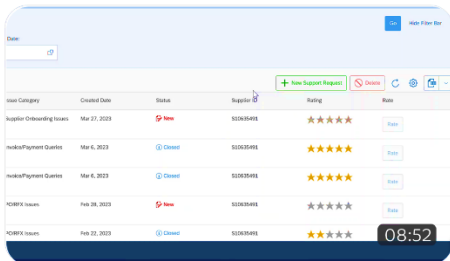 Go Hide Filter Bar
Date:
New Support Request Delete
Issue Category Created Date Status Supplier ID Rating Rate
Supplier Onboarding Issues Mar 27, 2023 New S10635491 Rate
Invoice/Payment Queries Mar 6, 2023 Closed S10635491 Rate
Invoice/Payment Queries Mar 6, 2023 Closed S10635491 Rate
PO/RFX Issues Feb 28, 2023 New S10635491 Rate
PO/RFX Issues Feb 22, 2023 Closed S10635491
08:52